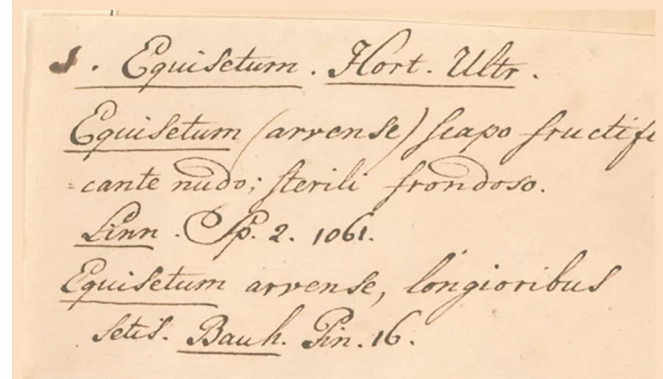 1. Equisetum. Hort. Ultr.
Equisetum (arvense) scapo fructifi
=cante nudo; sterili frondoso.
Linn. Sp. 2. 1061.
Equisetum arvense, longioribus
setis. Bauh. Pin. 16.